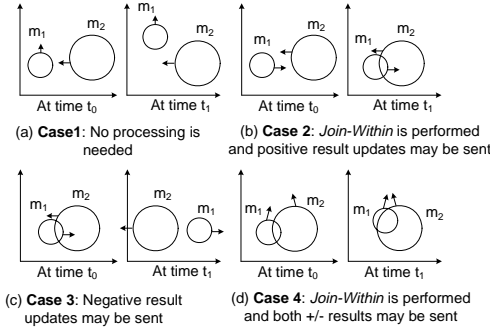 m1 m2 m1 m2
At time t0 At time t1
(a) Case1: No processing is
needed
m1 m2 m1 m2
At time t0 At time t1
(b) Case 2: Join-Within is performed
and positive result updates may be sent
m1 m2 m2 m1
At time t0 At time t1
(c) Case 3: Negative result
updates may be sent
m1 m2 m1 m2
At time t0 At time t1
(d) Case 4: Join-Within is performed
and both +/- results may be sent